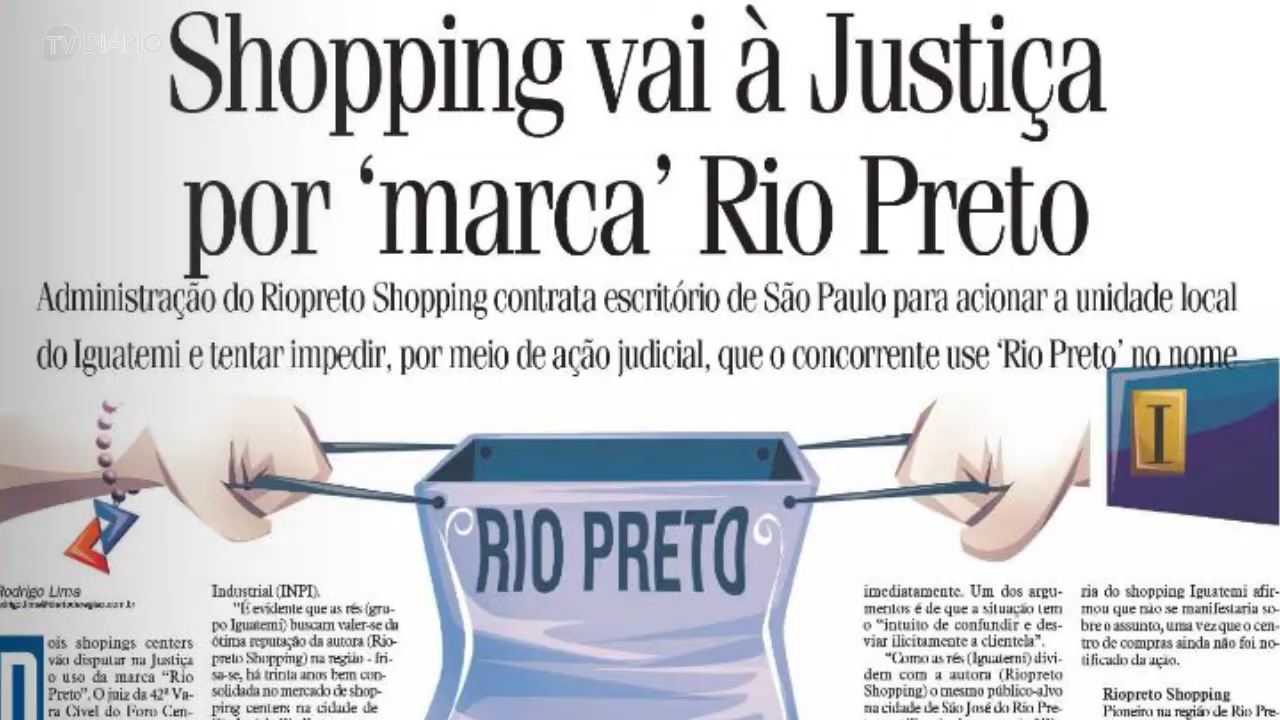 TV DIÁRIO
Shopping vai à Justiça
por ‘marca’ Rio Preto
Administração do Riopreto Shopping contrata escritório de São Paulo para acionar a unidade local
do Iguatemi e tentar impedir, por meio de ação judicial, que o concorrente use ‘Rio Preto’ no nome
I
RIO PRETO
Rodrigo Lima
Dois shopings centers
vão disputar na Justiça
o uso da marca “Rio
Preto”. O juiz da 42ª Va-
ra Cível do Foro Cen-
Industrial (INPI).
“É evidente que as rés (gru-
po Iguatemi) buscam valer-se da
ótima reputação da autora (Rio-
preto Shopping) na região - fri-
sa-se, há trinta anos bem con-
solidada no mercado de shop-
ping centers na cidade de
imediatamente. Um dos argu-
mentos é de que a situação tem
o “intuito de confundir e des-
viar ilicitamente a clientela”.
“Como as rés (Iguatemi) divi-
dem com a autora (Riopreto
Shopping) o mesmo público-alvo
na cidade de São José do Rio Pre-
ria do shopping Iguatemi afir-
mou que não se manifestaria so-
bre o assunto, uma vez que o cen-
tro de compras ainda não foi no-
tificado da ação.
Riopreto Shopping
Pioneiro na região de Rio Pre-